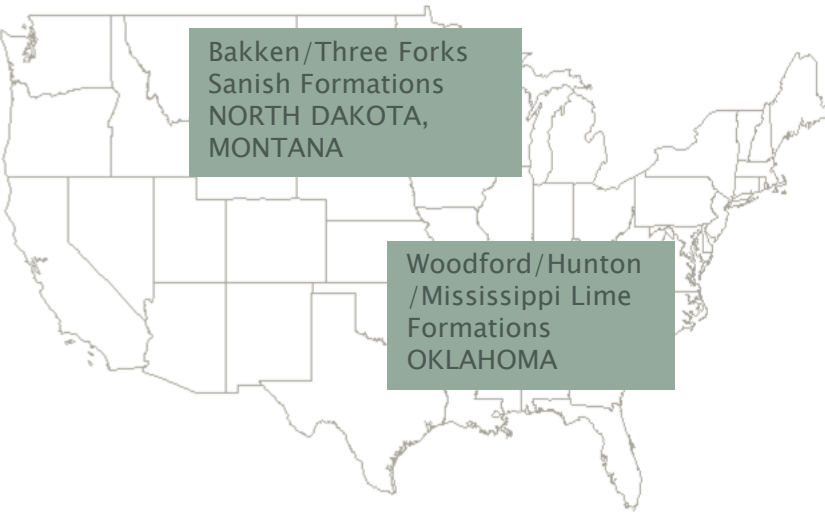 Bakken/Three Forks
Sanish Formations
NORTH DAKOTA,
MONTANA
Woodford/Hunton
/Mississippi Lime
Formations
OKLAHOMA